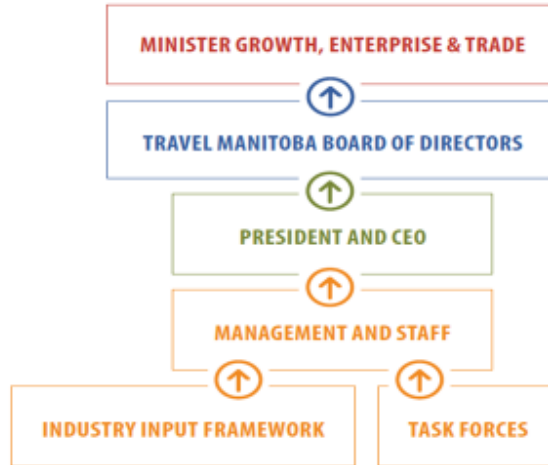 MINISTER GROWTH, ENTERPRISE & TRADE
TRAVEL MANITOBA BOARD OF DIRECTORS
PRESIDENT AND CEO
MANAGEMENT AND STAFF
INDUSTRY INPUT FRAMEWORK
TASK FORCES